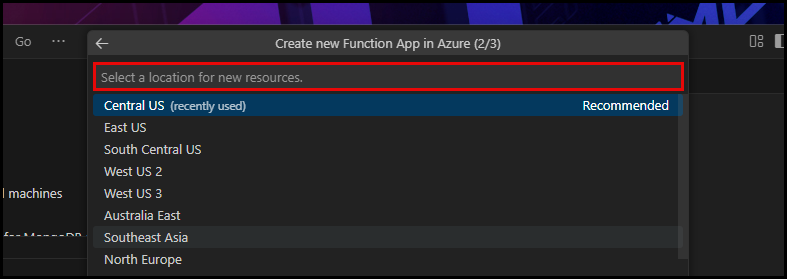 Go ... Create new Function App in Azure (2/3)
Select a location for new resources.
Central US (recently used) Recommended
East US
South Central US
West US 2
West US 3
machines
Australia East
Southeast Asia
for MongoDB
North Europe